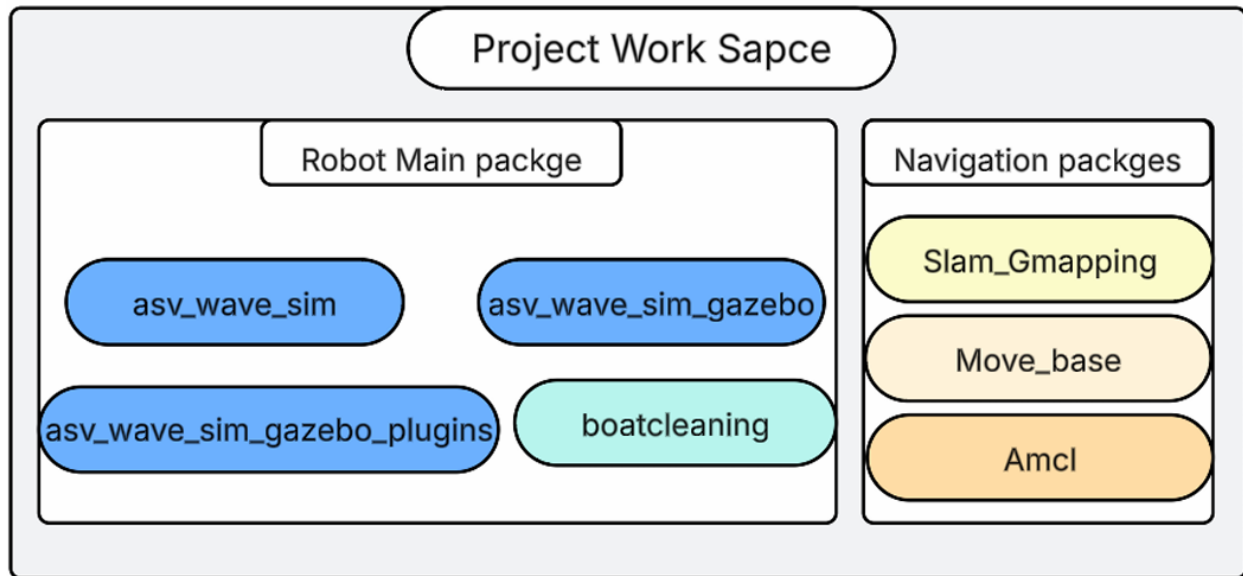 Project Work Sapce
Robot Main packge
Navigation packges
asv_wave_sim
asv_wave_sim_gazebo
asv_wave_sim_gazebo_plugins
boatcleaning
Slam_Gmapping
Move_base
Amcl